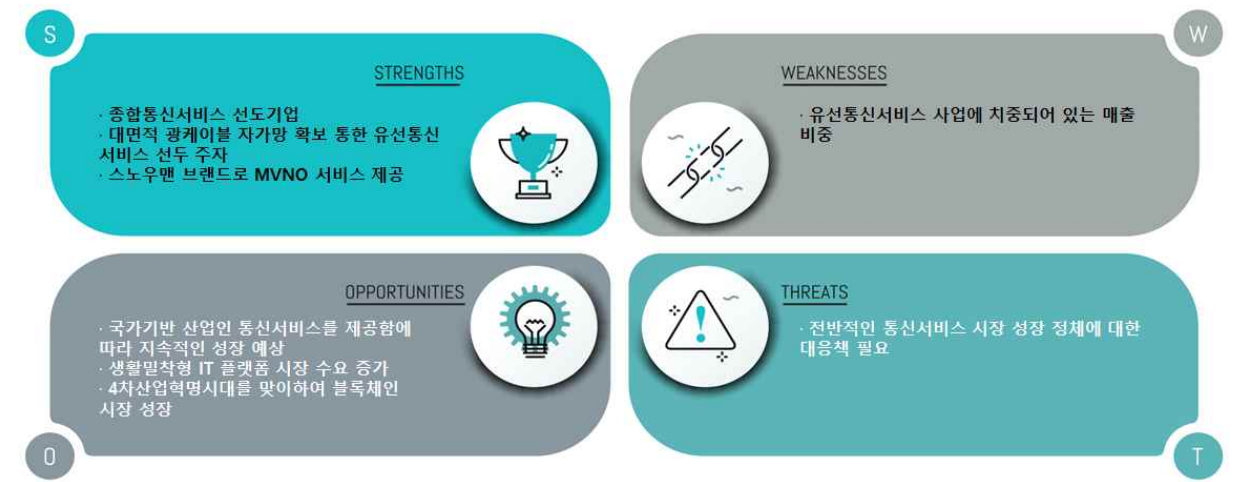 S
STRENGTHS
· 종합통신서비스 선도기업
· 대면적 광케이블 자가망 확보 통한 유선통신
서비스 선두 주자
· 스노우맨 브랜드로 MVNO 서비스 제공
W
WEAKNESSES
· 유선통신서비스 사업에 치중되어 있는 매출
비중
OPPORTUNITIES
· 국가기반 산업인 통신서비스를 제공함에
따라 지속적인 성장 예상
· 생활밀착형 IT 플랫폼 시장 수요 증가
· 4차산업혁명시대를 맞이하여 블록체인
시장 성장
O
THREATS
· 전반적인 통신서비스 시장 성장 정체에 대한
대응책 필요
T